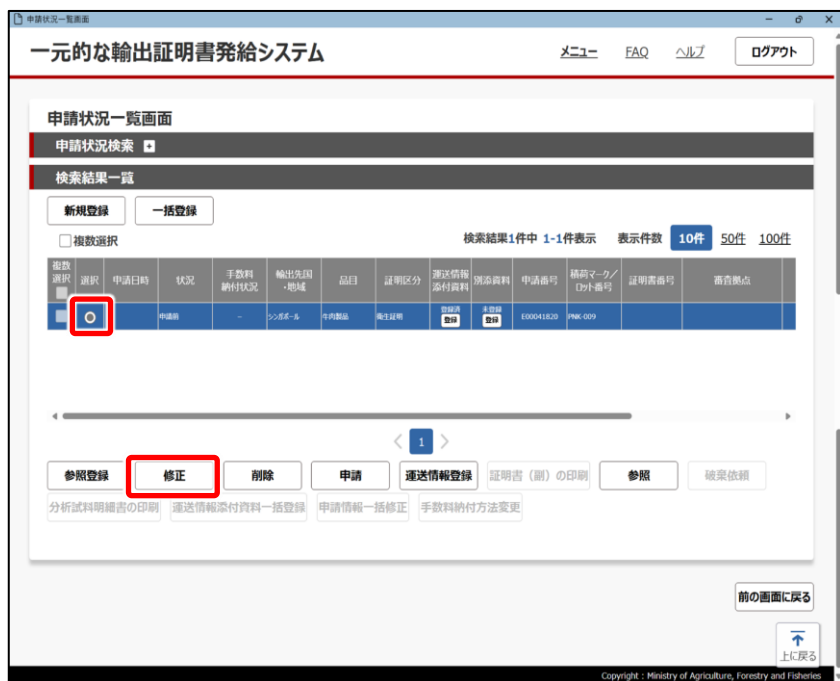 申請状況一覧画面
一元的な輸出証明書発給システム
メニュー FAQ ヘルプ ログアウト
申請状況一覧画面
申請状況検索 +
検索結果一覧
新規登録 一括登録
複数選択 検索結果1件中 1-1件表示 表示件数 10件 50件 100件
複数選択 選択 申請日時 状況 手数料納付状況 輸出先国・地域 品目 証明区分 運送情報添付資料 別添資料 申請番号 積荷マーク／ロット番号 証明書番号 審査拠点
申請前 - シンガポール 牛肉製品 衛生証明 登録済 登録 未登録 登録 E00041820 PNK-009
< 1 >
参照登録 修正 削除 申請 運送情報登録 証明書（副）の印刷 参照 破棄依頼
分析試料明細書の印刷 運送情報添付資料一括登録 申請情報一括修正 手数料納付方法変更
前の画面に戻る
上に戻る
Copyright : Ministry of Agriculture, Forestry and Fisheries